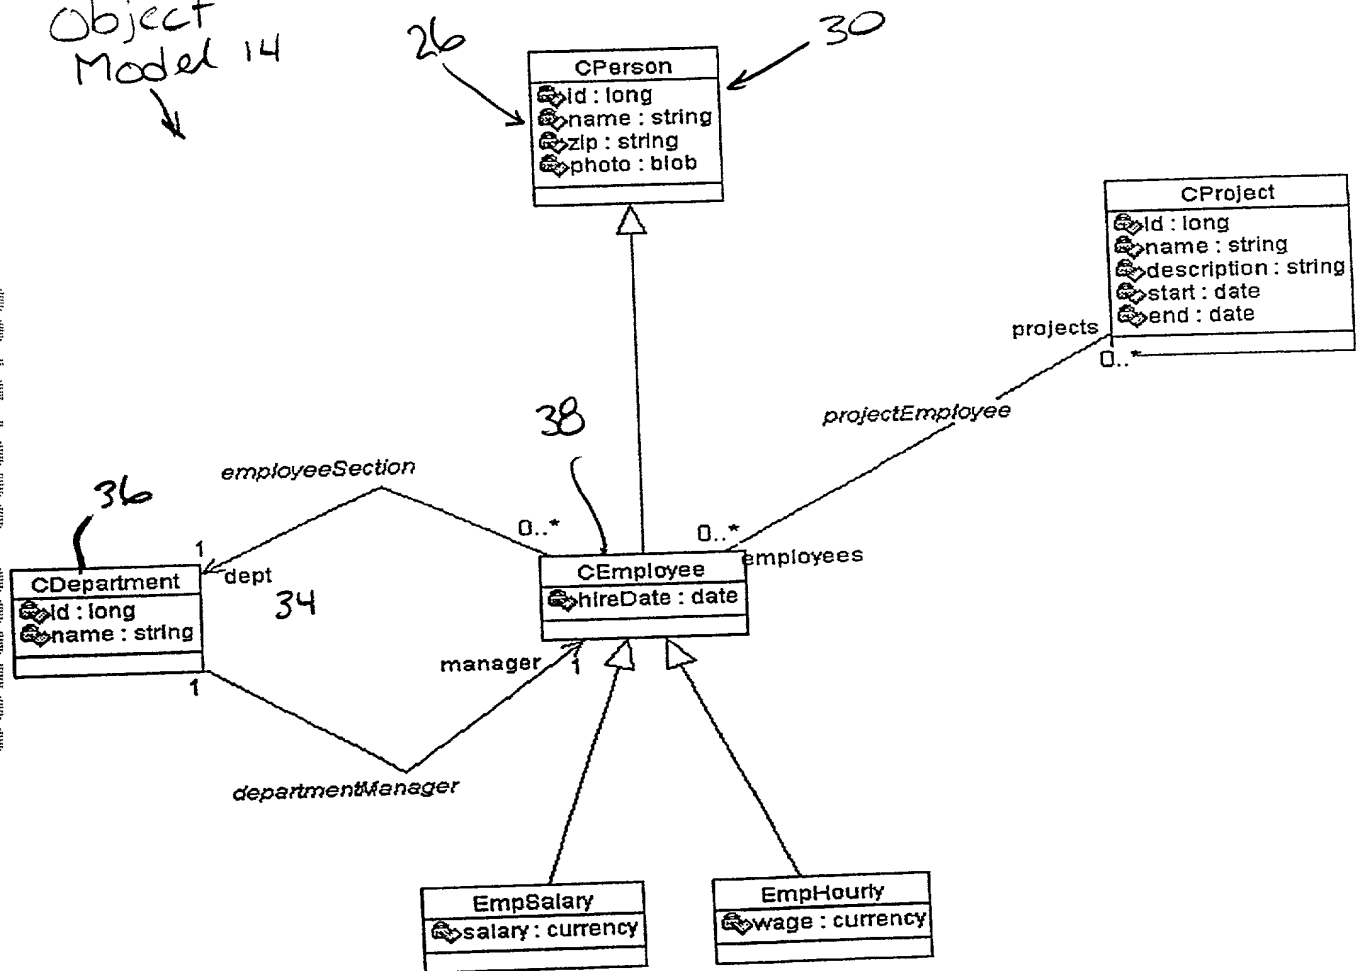 Object
Model 14
26
30
CPerson
id : long
name : string
zip : string
photo : blob
CProject
id : long
name : string
description : string
start : date
end : date
projects
0..*
projectEmployee
38
employeeSection
36
0..*
0..*
employees
1
dept
34
CDepartment
id : long
name : string
CEmployee
hireDate : date
manager
1
1
departmentManager
EmpSalary
salary : currency
EmpHourly
wage : currency